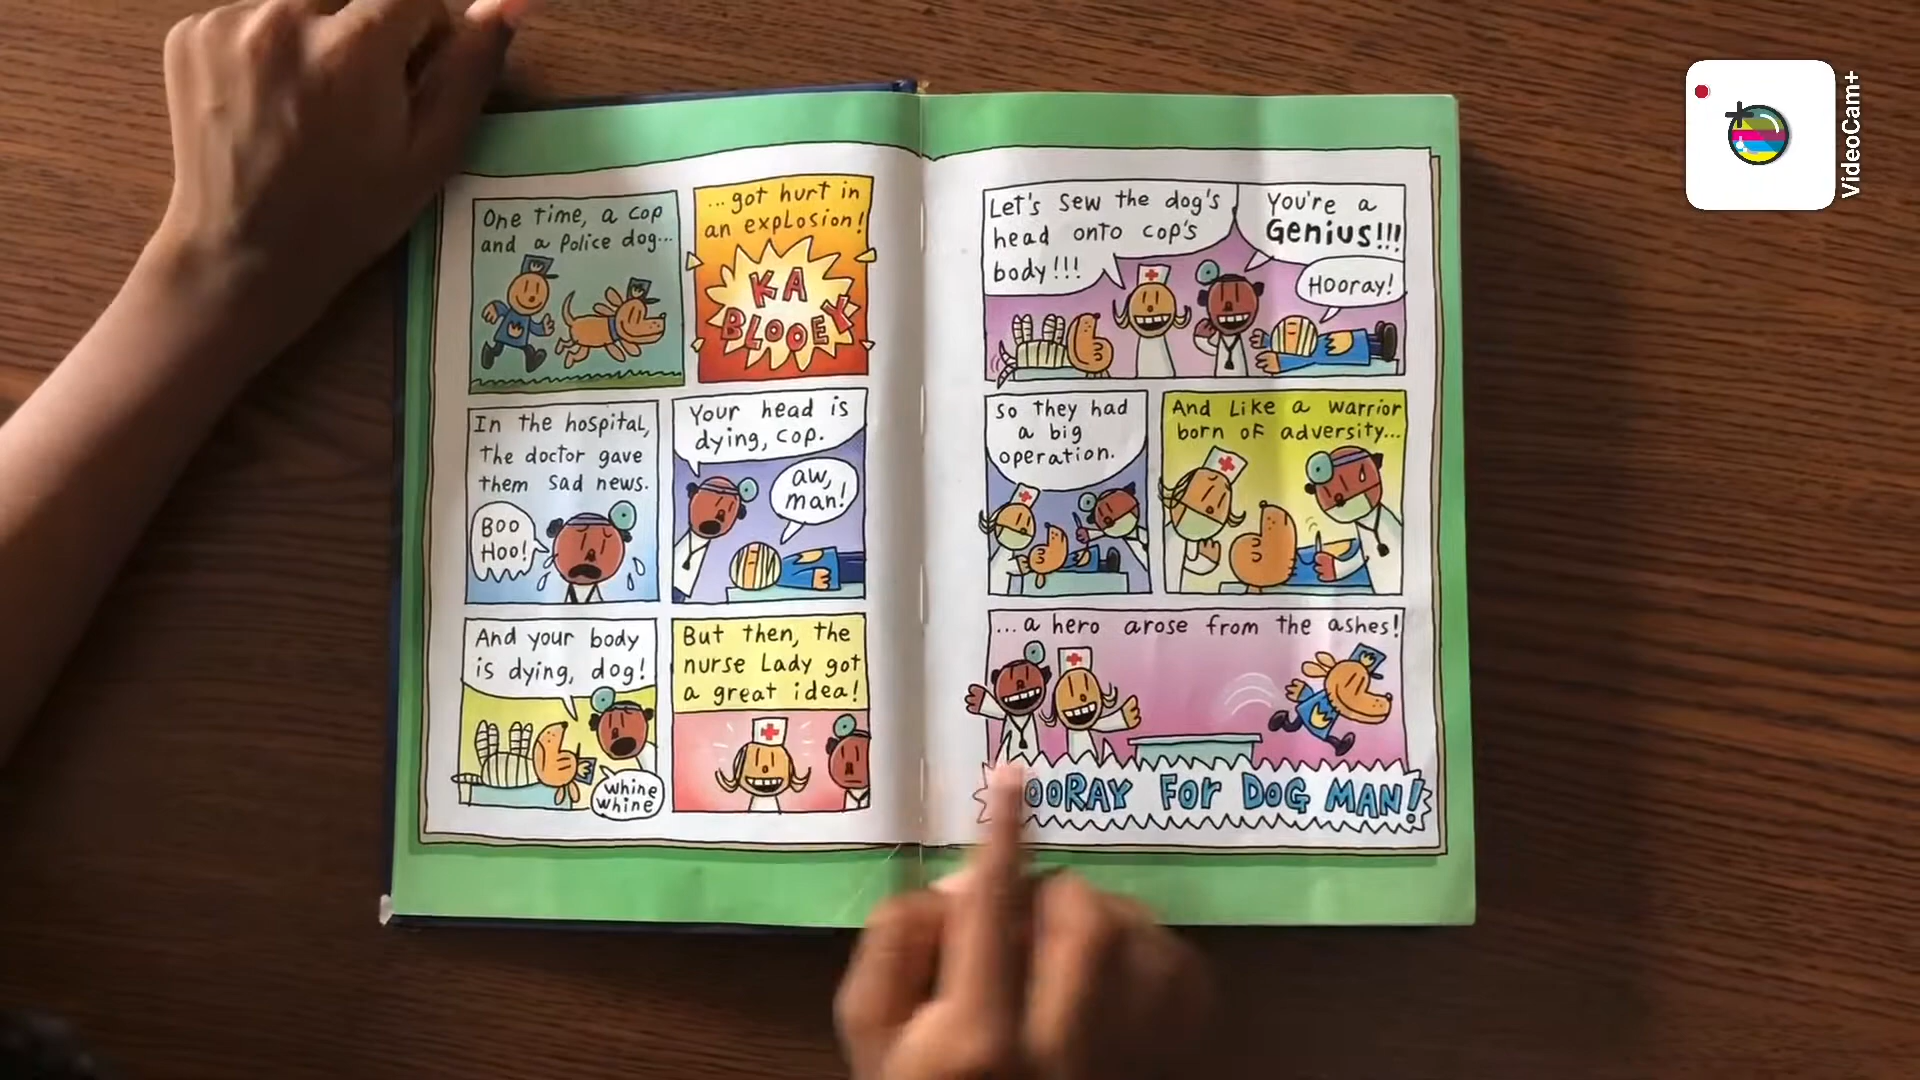 One time, a cop
and a police dog...
...got hurt in
an explosion!
KA
BLOOEY
In the hospital,
the doctor gave
them sad news.
BOO
HOO!
Your head is
dying, cop.
aw,
man!
And your body
is dying, dog!
whine
whine
But then, the
nurse Lady got
a great idea!
Let's sew the dog's
head onto cop's
body!!!
You're a
Genius!!!
Hooray!
So they had
a big
operation.
And Like a warrior
born of adversity...
...a hero arose from the ashes!
OORAY FOR DOG MAN!
VideoCam+